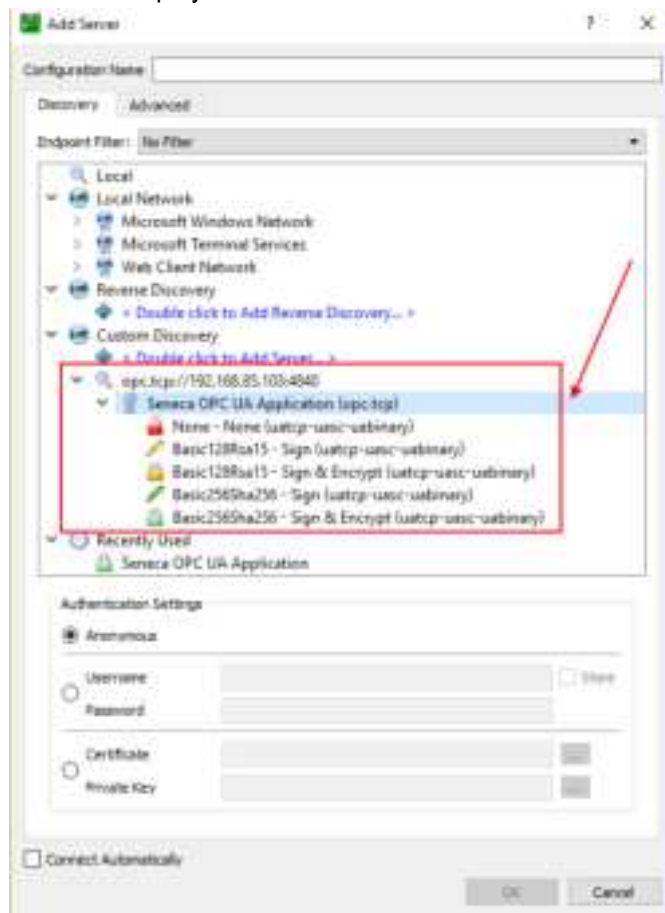 Add Server
?
Configuration Name
Discovery Advanced
Endpoint Filter: No Filter
Local
Local Network
Microsoft Windows Network
Microsoft Terminal Services
Web Client Network
Reverse Discovery
< Double click to Add Reverse Discovery... >
Custom Discovery
< Double click to Add Server... >
opc.tcp://192.168.85.103:4840
Seneca OPC UA Application (opc.tcp)
None - None (uatcp-uasc-uabinary)
Basic128Rsa15 - Sign (uatcp-uasc-uabinary)
Basic128Rsa15 - Sign & Encrypt (uatcp-uasc-uabinary)
Basic256Sha256 - Sign (uatcp-uasc-uabinary)
Basic256Sha256 - Sign & Encrypt (uatcp-uasc-uabinary)
Recently Used
Seneca OPC UA Application
Authentication Settings
Anonymous
Username
Store
Password
Certificate
...
Private Key
...
Connect Automatically
OK Cancel